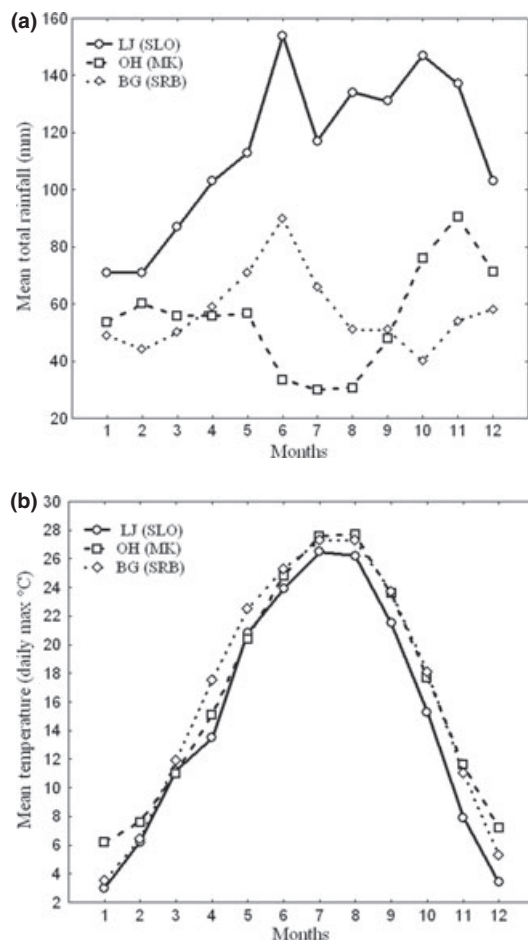 (a)
160
140
120
100
80
60
40
20
Mean total rainfall (mm)
LJ (SLO)
OH (MK)
BG (SRB)
1 2 3 4 5 6 7 8 9 10 11 12
Months
(b)
30
28
26
24
22
20
18
16
14
12
10
8
6
4
2
Mean temperature (daily max °C)
LJ (SLO)
OH (MK)
BG (SRB)
1 2 3 4 5 6 7 8 9 10 11 12
Months